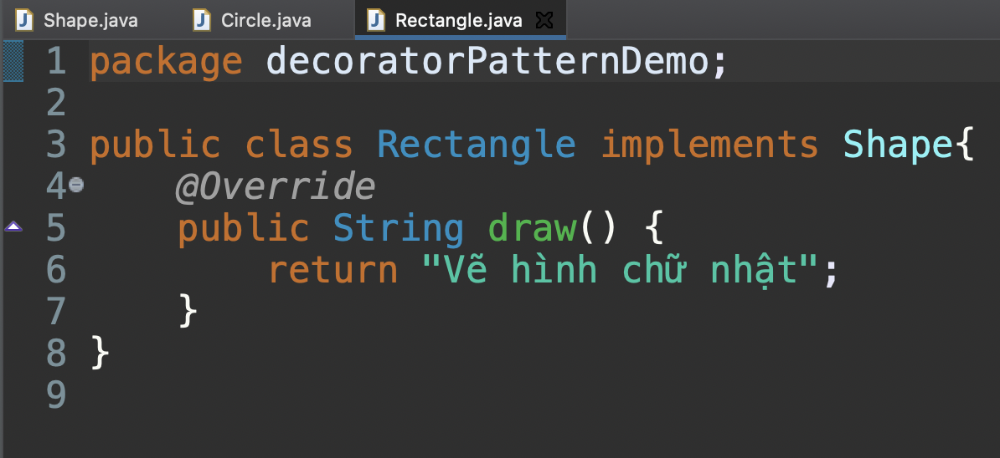 Shape.java Circle.java Rectangle.java
1 package decoratorPatternDemo;
2
3 public class Rectangle implements Shape{
4 @Override
5 public String draw() {
6 return "Vẽ hình chữ nhật";
7 }
8 }
9